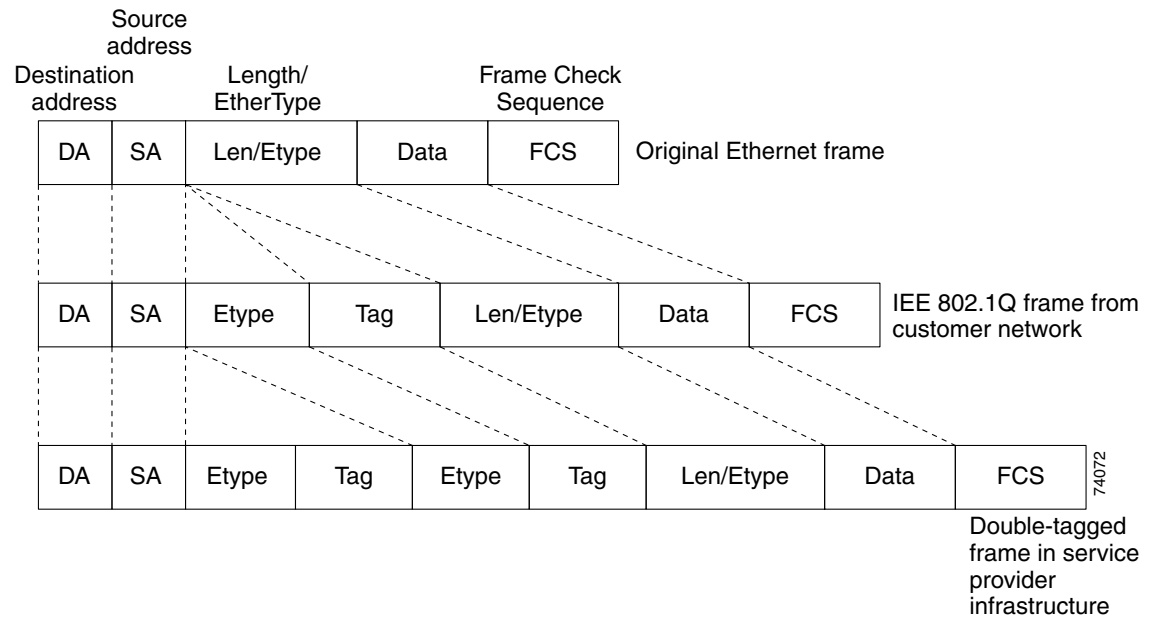 Source
address
Destination
address
Length/
EtherType
Frame Check
Sequence
DA SA Len/Etype Data FCS Original Ethernet frame
DA SA Etype Tag Len/Etype Data FCS
IEE 802.1Q frame from
customer network
DA SA Etype Tag Etype Tag Len/Etype Data FCS
74072
Double-tagged
frame in service
provider
infrastructure